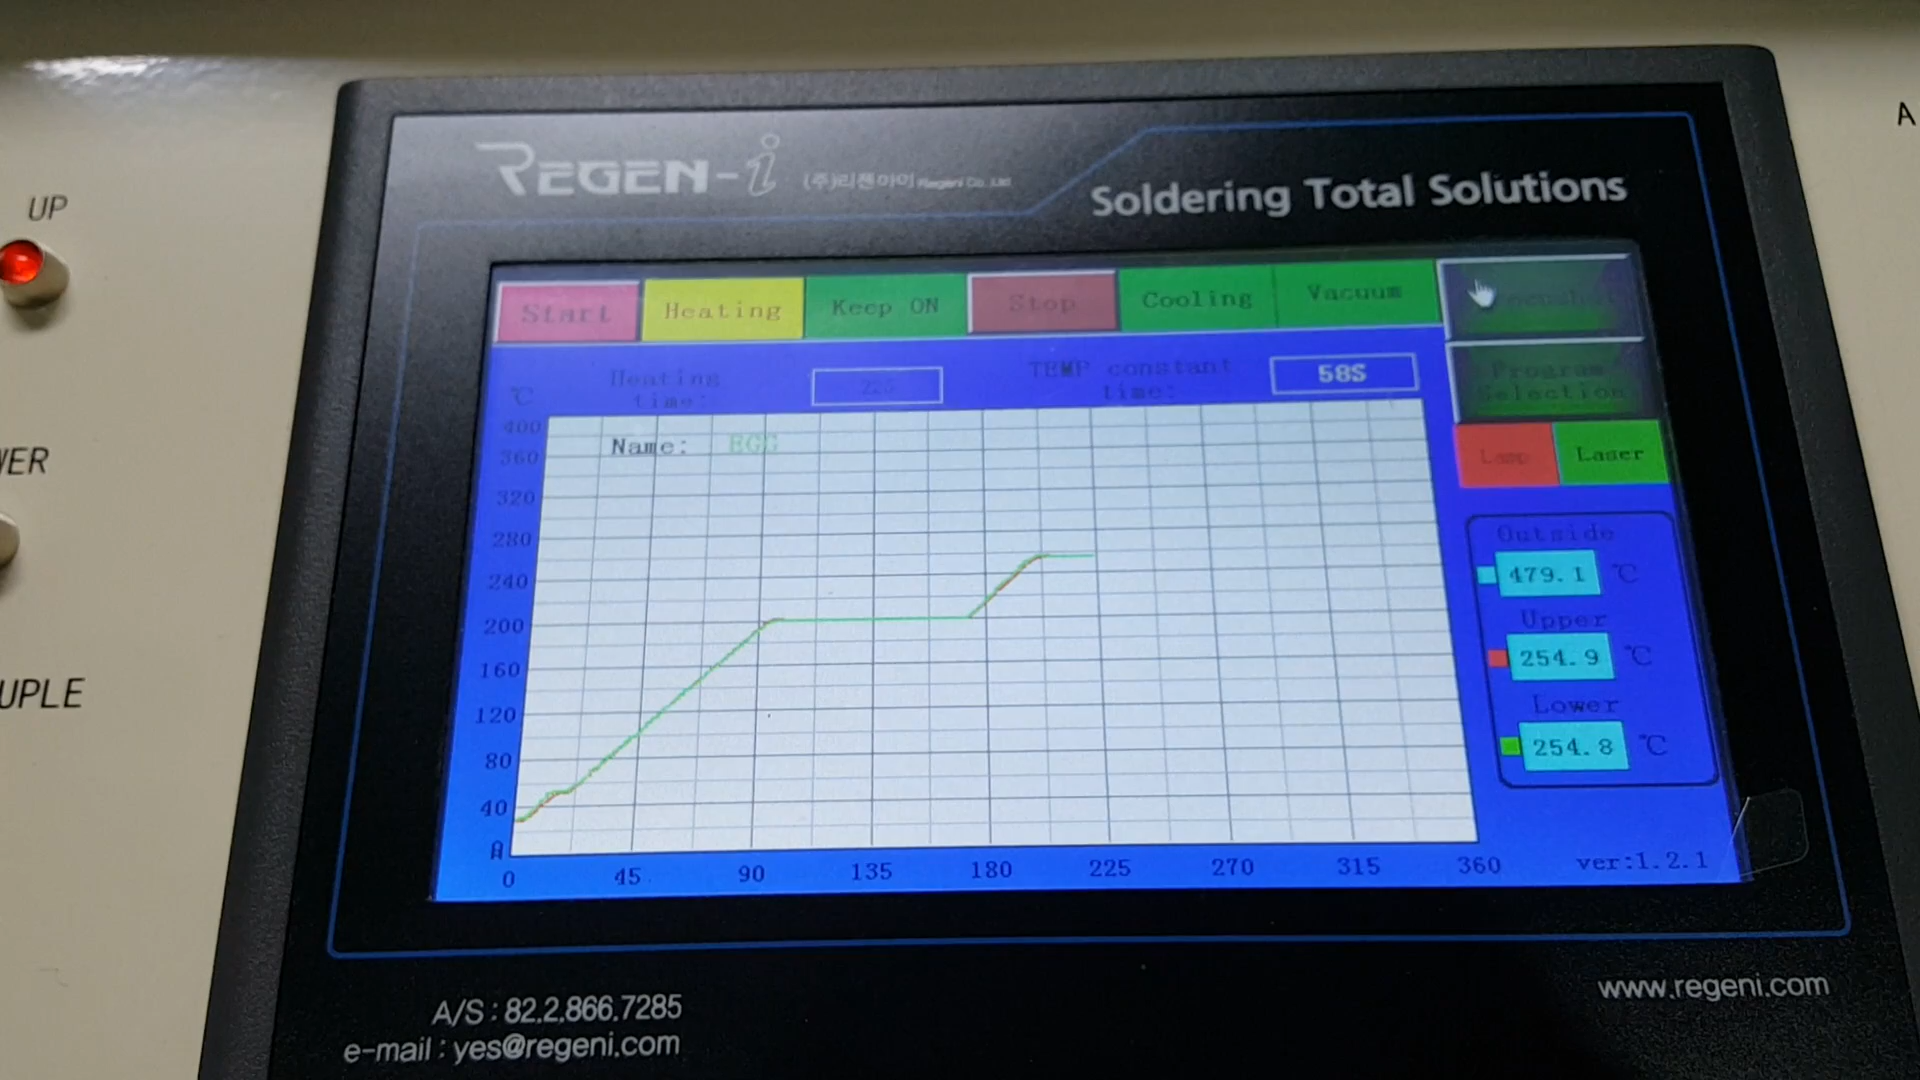 REGEN-i (주)리젠아이 Regeni Co.,Ltd
Soldering Total Solutions
A
UP
WER
UPLE
Start Heating Keep ON Stop Cooling Vacuum
Program
Selection
Heating
time:
TEMP constant
time:
58S
℃
Name: EGG
400
360
320
280
240
200
160
120
80
40
0 45 90 135 180 225 270 315 360
Lamp Laser
Outside
479.1 ℃
Upper
254.9 ℃
Lower
254.8 ℃
ver:1.2.1
A/S : 82.2.866.7285
e-mail : yes@regeni.com
www.regeni.com